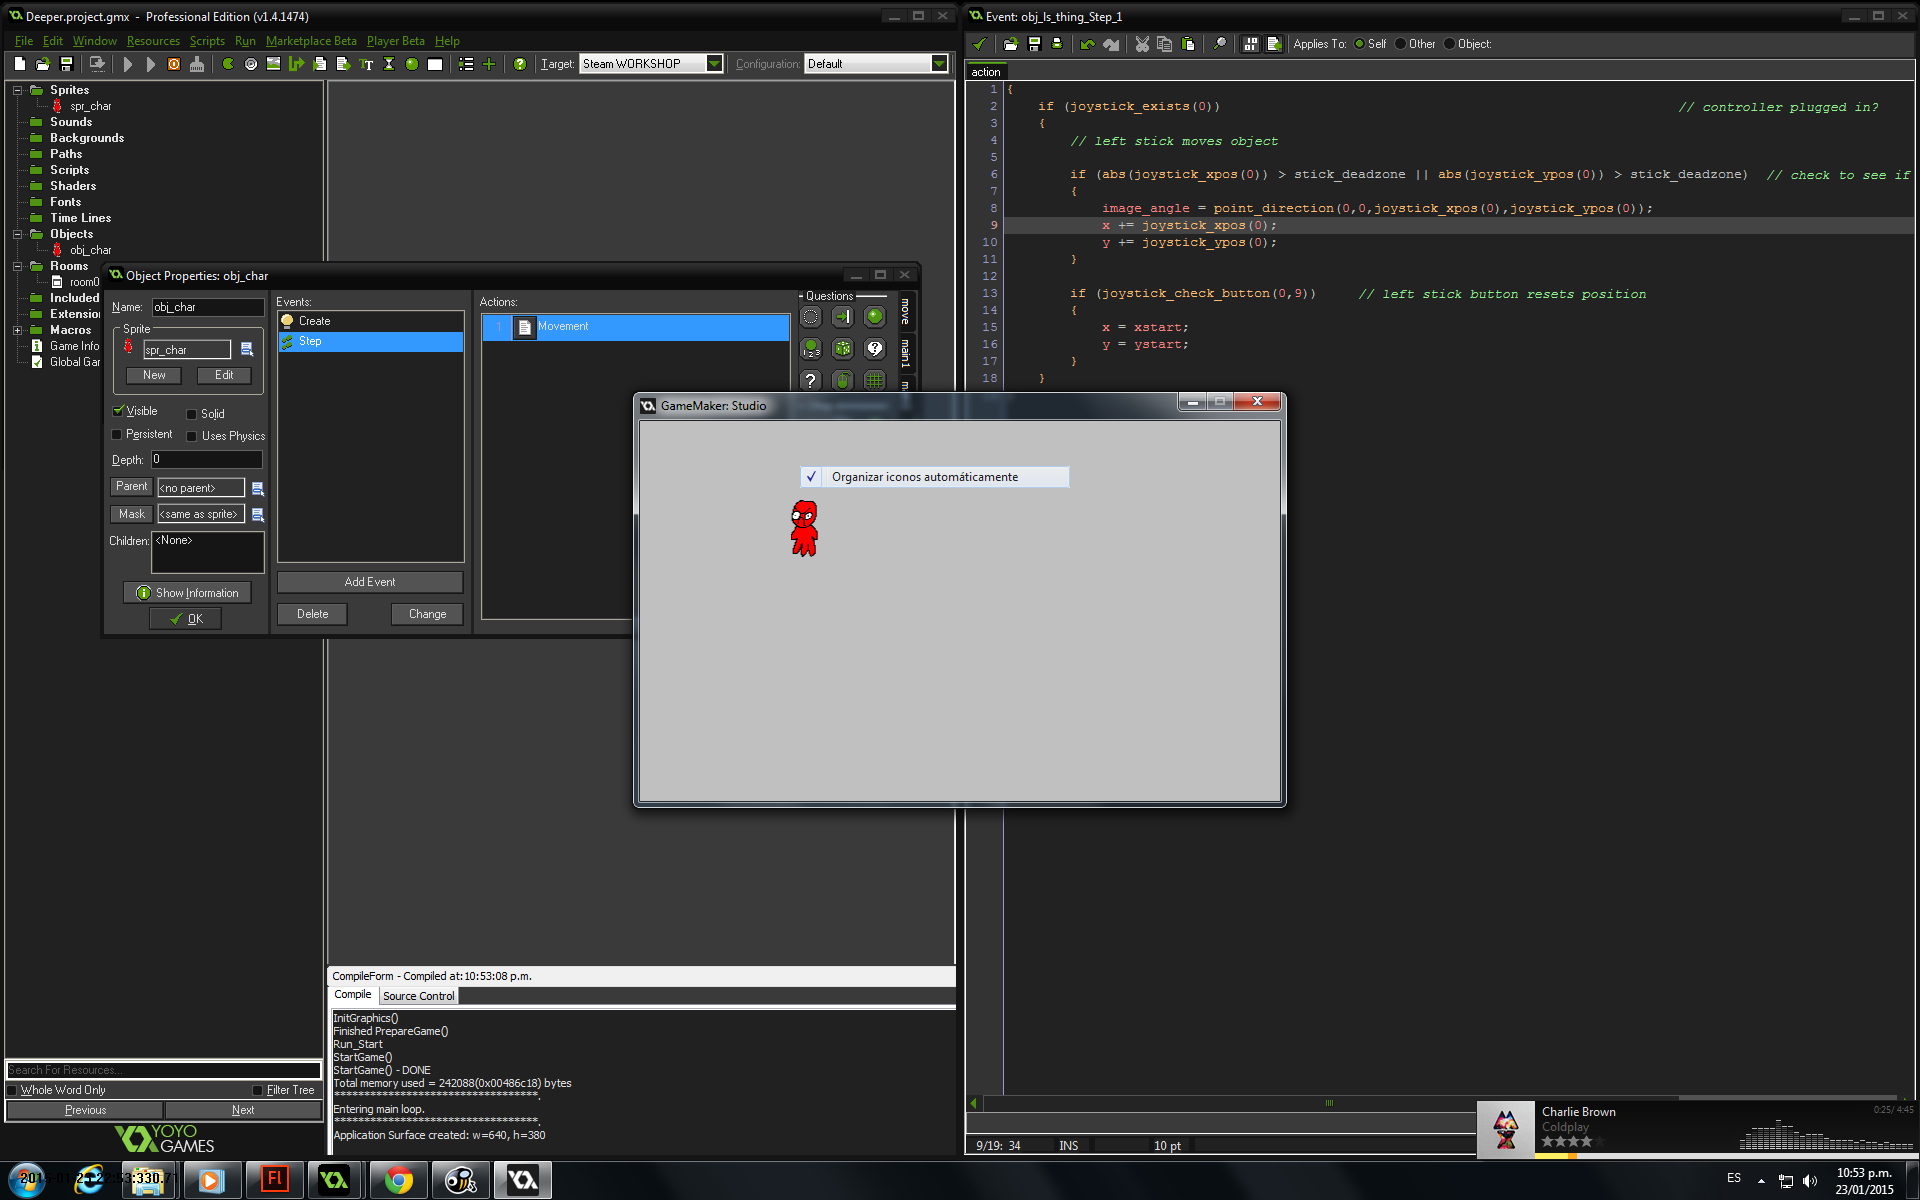 Deeper.project.gmx - Professional Edition (v1.4.1474)
File Edit Window Resources Scripts Run Marketplace Beta Player Beta Help
Target: Steam WORKSHOP Configuration: Default
Sprites
spr_char
Sounds
Backgrounds
Paths
Scripts
Shaders
Fonts
Time Lines
Objects
obj_char
Rooms
room0
Included
Macros
Game Info
Object Properties: obj_char
Name: obj_char
Sprite
spr_char
New Edit
Visible Solid
Persistent Uses Physics
Depth: 0
Parent <no parent>
Mask <same as sprite>
Children: <None>
Show Information
OK
Events:
Create
Step
Add Event
Delete Change
Actions:
1 Movement
Questions
move
main1
GameMaker: Studio
✓ Organizar iconos automáticamente
Event: obj_ls_thing_Step_1
Applies To: Self Other Object:
action
1 {
2 if (joystick_exists(0)) // controller plugged in?
3 {
4 // left stick moves object
5
6 if (abs(joystick_xpos(0)) > stick_deadzone || abs(joystick_ypos(0)) > stick_deadzone) // check to see if
7 {
8 image_angle = point_direction(0,0,joystick_xpos(0),joystick_ypos(0));
9 x += joystick_xpos(0);
10 y += joystick_ypos(0);
11 }
12
13 if (joystick_check_button(0,9)) // left stick button resets position
14 {
15 x = xstart;
16 y = ystart;
17 }
18 }
9/19: 34 INS 10 pt
CompileForm - Compiled at: 10:53:08 p.m.
Compile Source Control
InitGraphics()
Finished PrepareGame()
Run_Start
StartGame()
StartGame() - DONE
Total memory used = 242088(0x00486c18) bytes
**********************************.
Entering main loop.
**********************************.
Application Surface created: w=640, h=380
Search For Resources...
Whole Word Only Filter Tree
Previous Next
YOYO
GAMES
Charlie Brown
Coldplay
0:25/ 4:45
Fl
ES
10:53 p.m.
23/01/2015